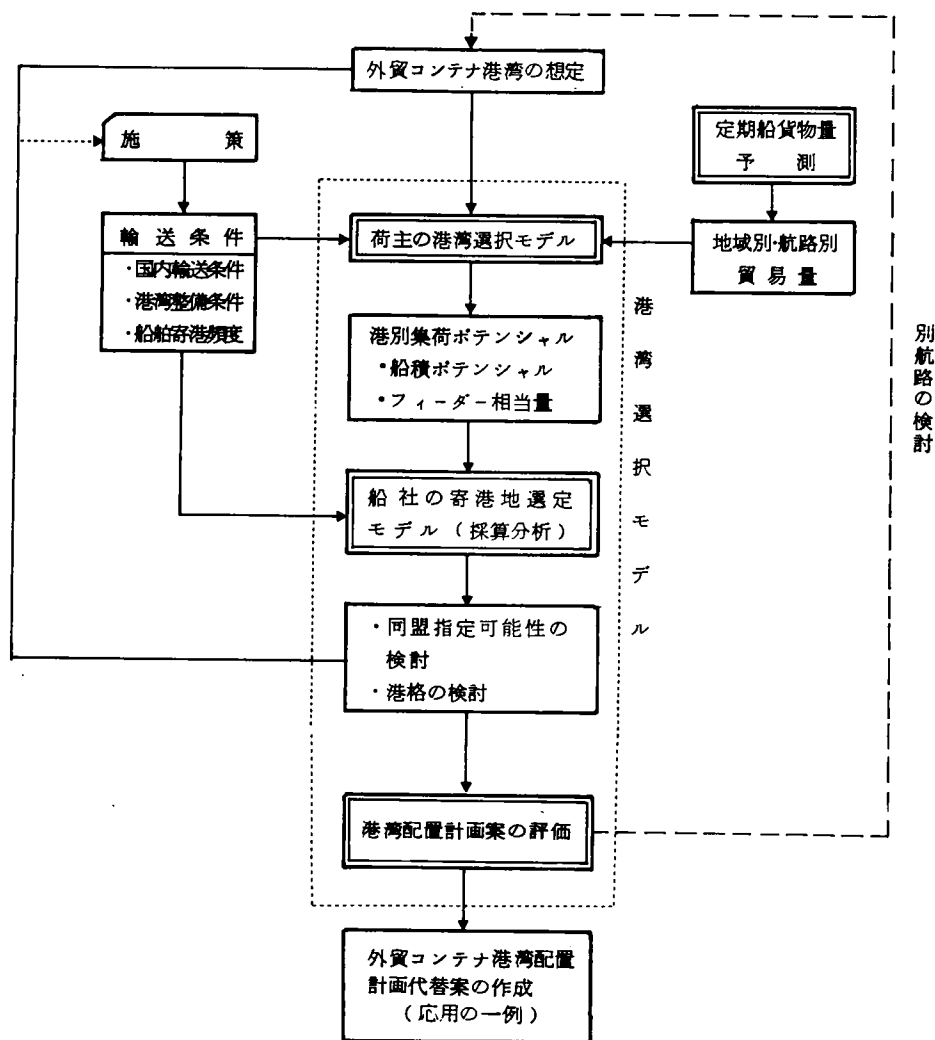 外貿コンテナ港湾の想定
施策
定期船貨物量
予測
輸送条件
・国内輸送条件
・港湾整備条件
・船舶寄港頻度
荷主の港湾選択モデル
地域別・航路別
貿易量
港別集荷ポテンシャル
・船積ポテンシャル
・フィーダー相当量
船社の寄港地選定
モデル（採算分析）
・同盟指定可能性の
検討
・港格の検討
港湾配置計画案の評価
外貿コンテナ港湾配置
計画代替案の作成
（応用の一例）
港湾選択モデル
別航路の検討